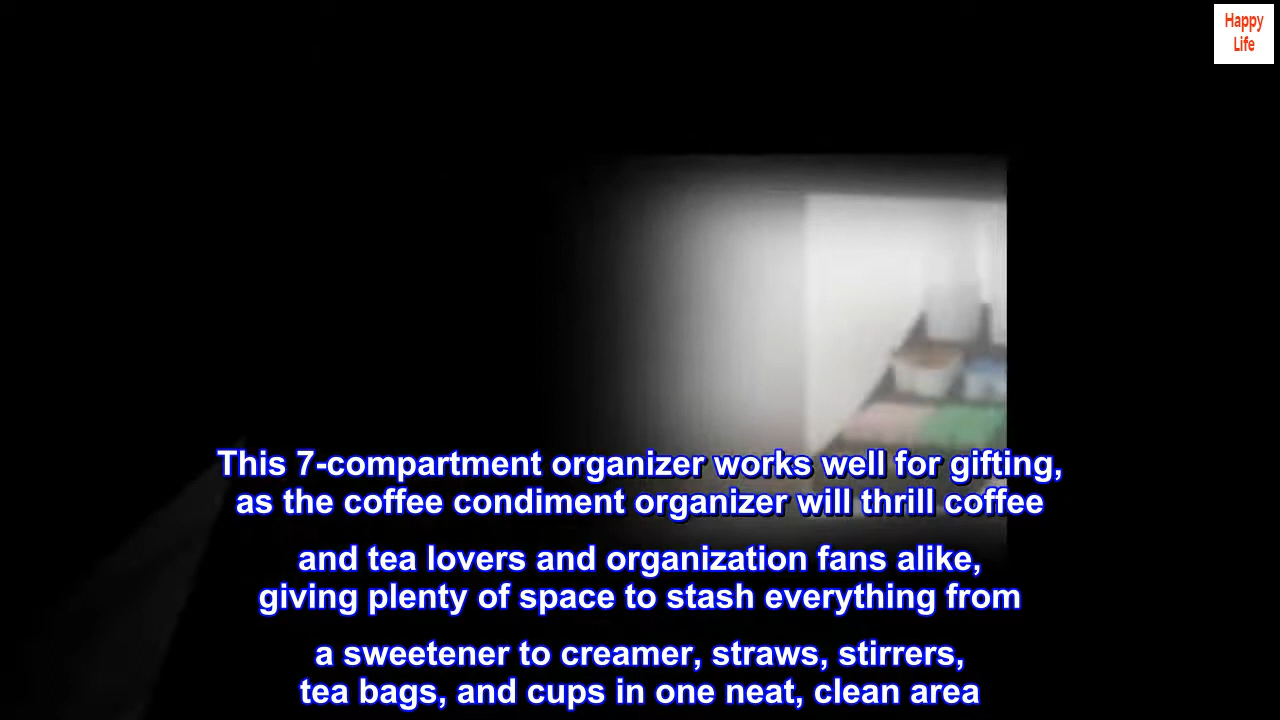 Happy
Life
This 7-compartment organizer works well for gifting,
as the coffee condiment organizer will thrill coffee
and tea lovers and organization fans alike,
giving plenty of space to stash everything from
a sweetener to creamer, straws, stirrers,
tea bags, and cups in one neat, clean area